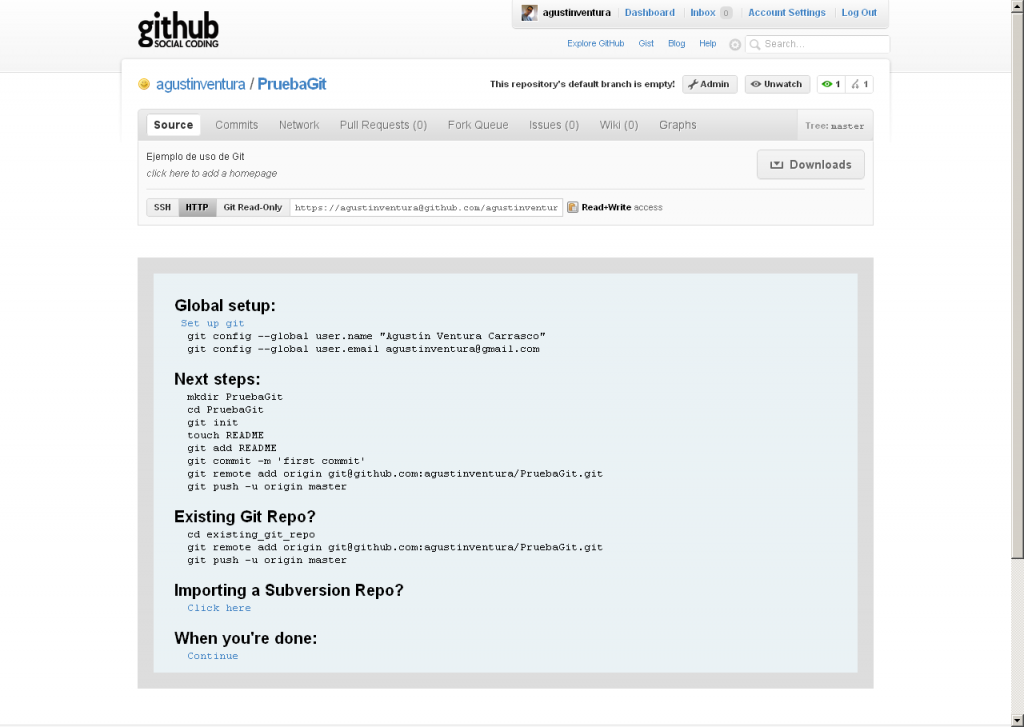 github
SOCIAL CODING
agustinventura Dashboard Inbox 0 Account Settings Log Out
Explore GitHub Gist Blog Help Search...
agustinventura / PruebaGit
This repository's default branch is empty! Admin Unwatch 1 1
Source Commits Network Pull Requests (0) Fork Queue Issues (0) Wiki (0) Graphs Tree: master
Ejemplo de uso de Git
click here to add a homepage
Downloads
SSH HTTP Git Read-Only https://agustinventura@github.com/agustinventur Read+Write access
Global setup:
Set up git
git config --global user.name "Agustín Ventura Carrasco"
git config --global user.email agustinventura@gmail.com
Next steps:
mkdir PruebaGit
cd PruebaGit
git init
touch README
git add README
git commit -m 'first commit'
git remote add origin git@github.com:agustinventura/PruebaGit.git
git push -u origin master
Existing Git Repo?
cd existing_git_repo
git remote add origin git@github.com:agustinventura/PruebaGit.git
git push -u origin master
Importing a Subversion Repo?
Click here
When you're done:
Continue